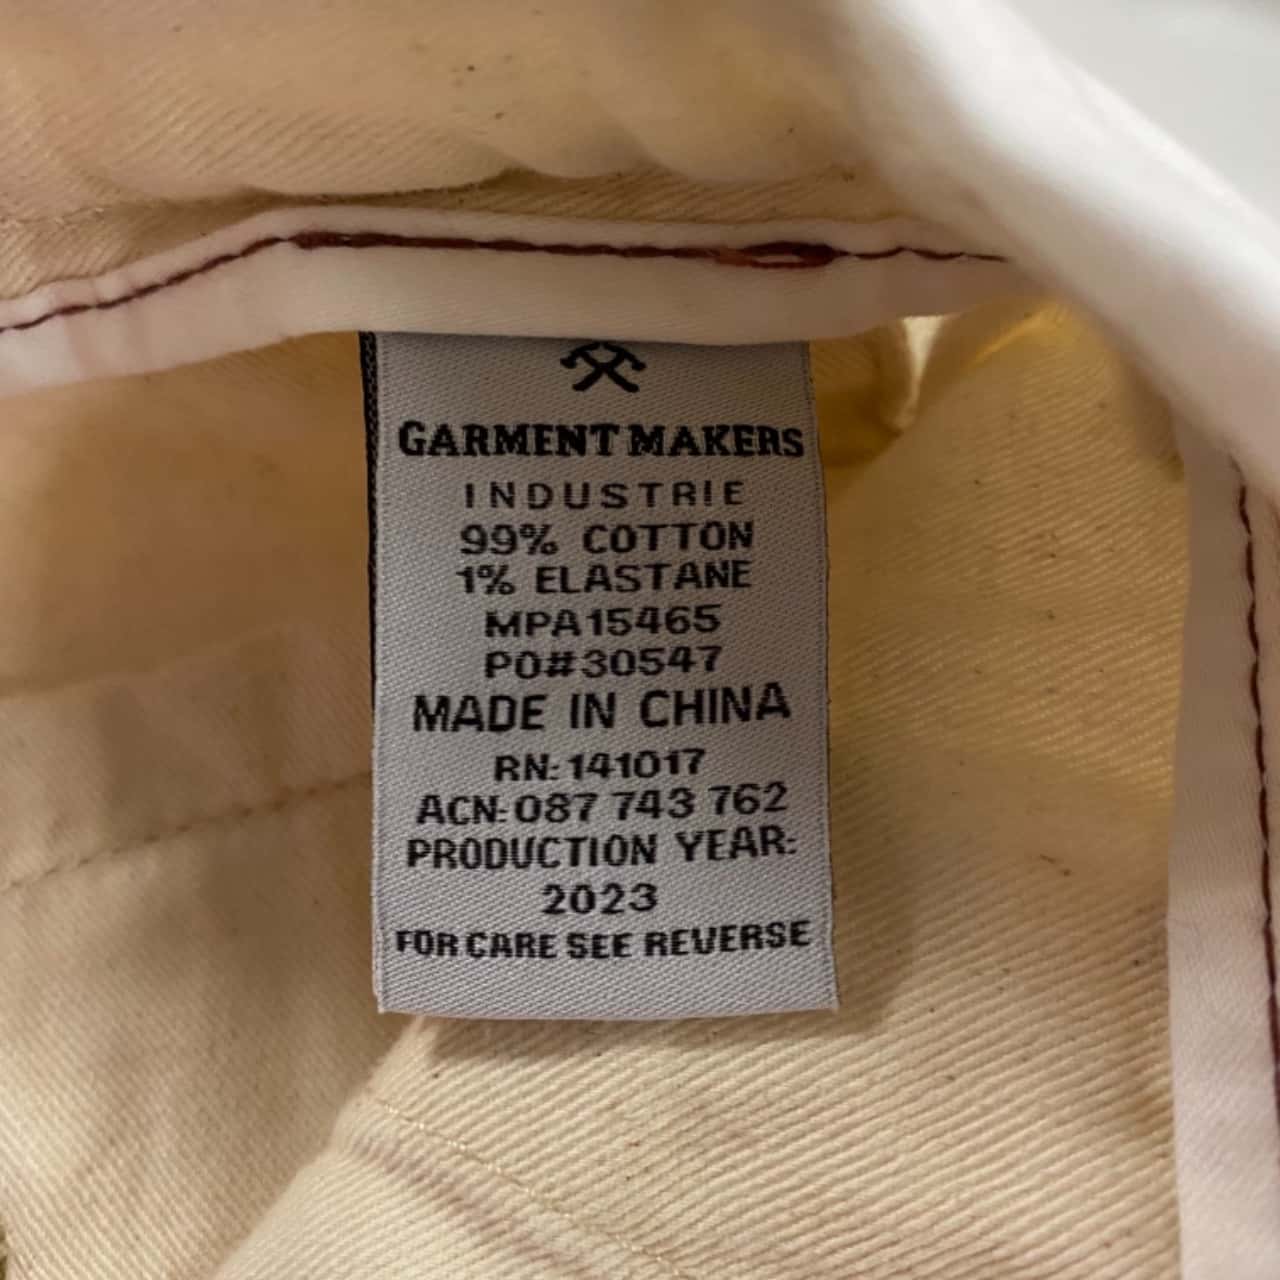 GARMENT MAKERS
INDUSTRIE
99% COTTON
1% ELASTANE
MPA15465
PO#30547
MADE IN CHINA
RN: 141017
ACN: 087 743 762
PRODUCTION YEAR:
2023
FOR CARE SEE REVERSE